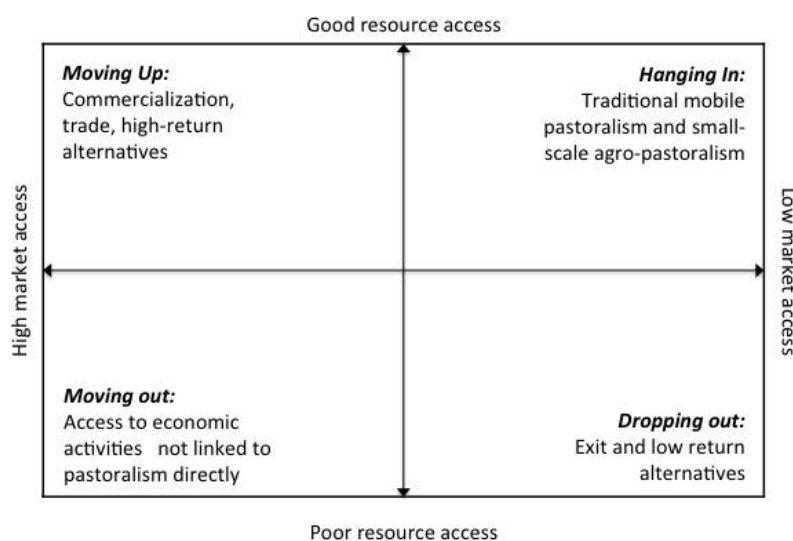 Good resource access
Moving Up:
Commercialization,
trade, high-return
alternatives
Hanging In:
Traditional mobile
pastoralism and small-
scale agro-pastoralism
High market access
Low market access
Moving out:
Access to economic
activities   not linked to
pastoralism directly
Dropping out:
Exit and low return
alternatives
Poor resource access